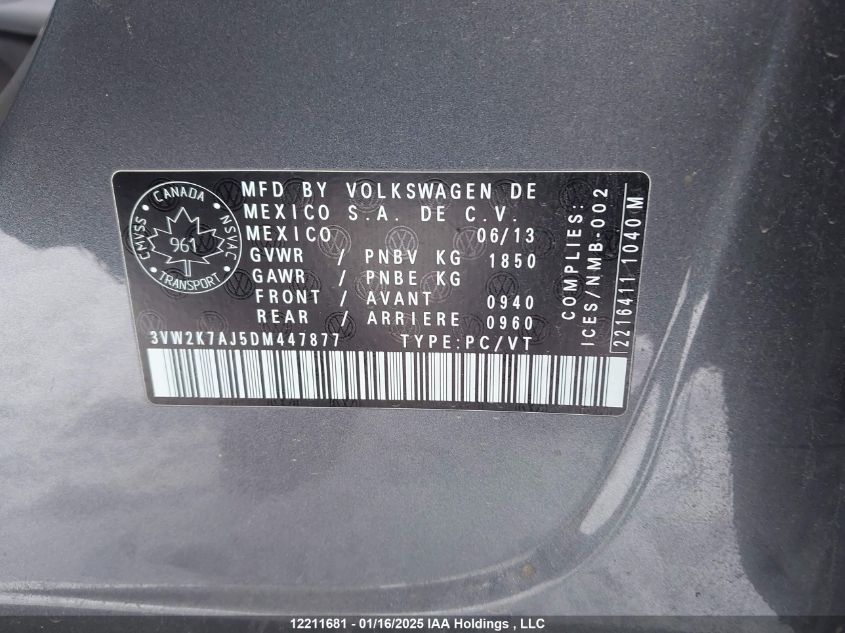 CANADA
CMVSS
NSVAC
961
TRANSPORT
MFD BY VOLKSWAGEN DE
MEXICO S.A. DE C.V.
MEXICO 06/13
GVWR / PNBV KG 1850
GAWR / PNBE KG
FRONT / AVANT 0940
REAR / ARRIERE 0960
3VW2K7AJ5DM447877 TYPE:PC/VT
COMPLIES:
ICES/NMB-002
2216411 1040 M
12211681 - 01/16/2025 IAA Holdings , LLC